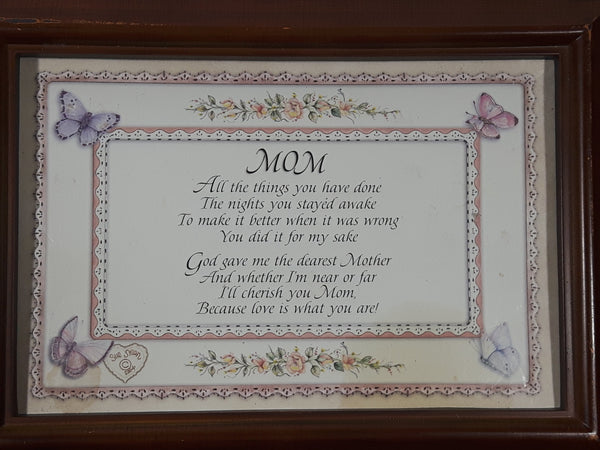 MOM
All the things you have done
The nights you stayed awake
To make it better when it was wrong
You did it for my sake
God gave me the dearest Mother
And whether I'm near or far
I'll cherish you Mom,
Because love is what you are!
©